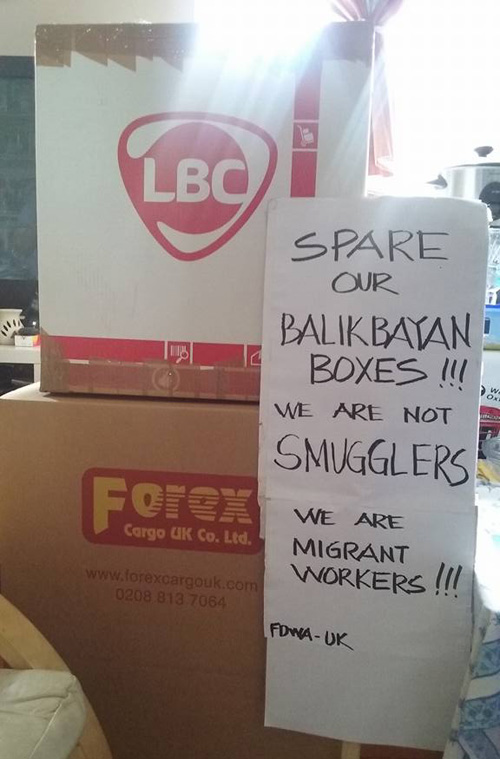 LBC
SPARE
OUR
BALIKBAYAN
BOXES !!!
WE ARE NOT
SMUGGLERS
WE ARE
MIGRANT
WORKERS !!!
FDWA-UK
Forex
Cargo UK Co. Ltd.
www.forexcargouk.com
0208 813 7064